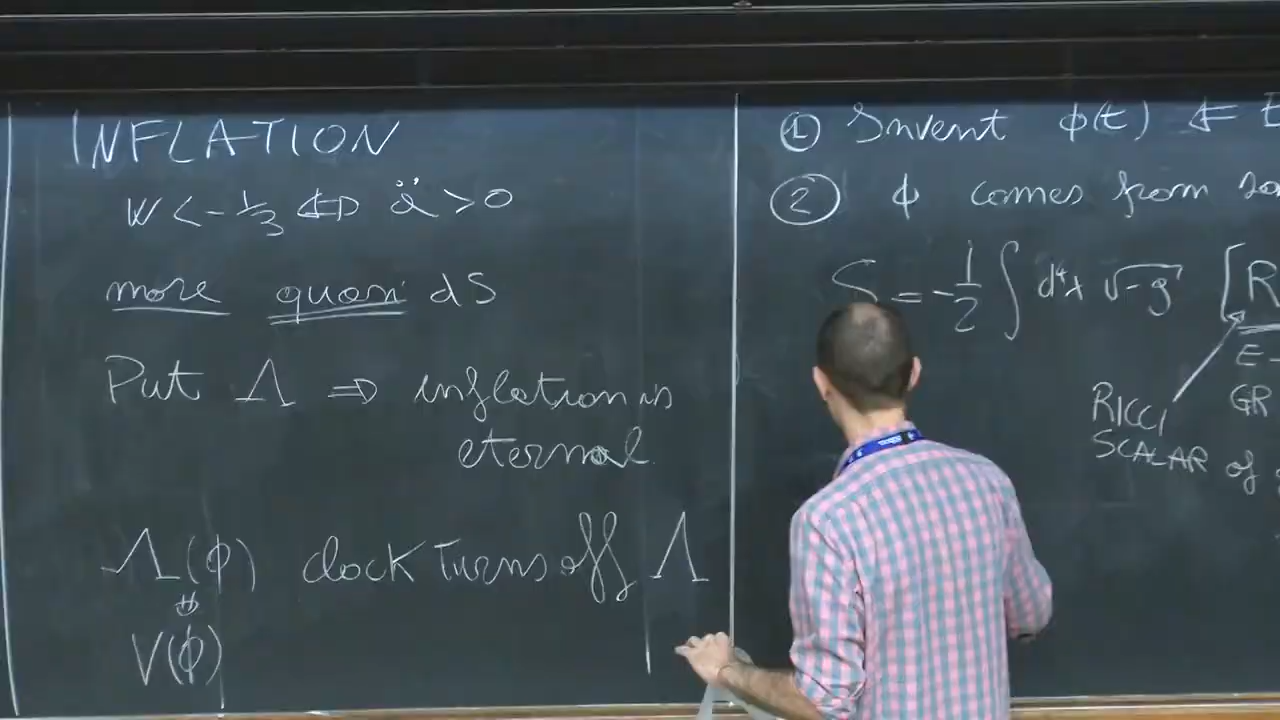 INFLATION
W < -1/3 ⇔ ä > 0
more quasi dS
Put Λ ⇒ inflation is
eternal
Λ(φ) clock turns off Λ
⇓
V(φ)
① Invent φ(t) ⇐
② φ comes from
S = -1/2 ∫ d⁴x √-g [R
E-
GR
RICCI
SCALAR of